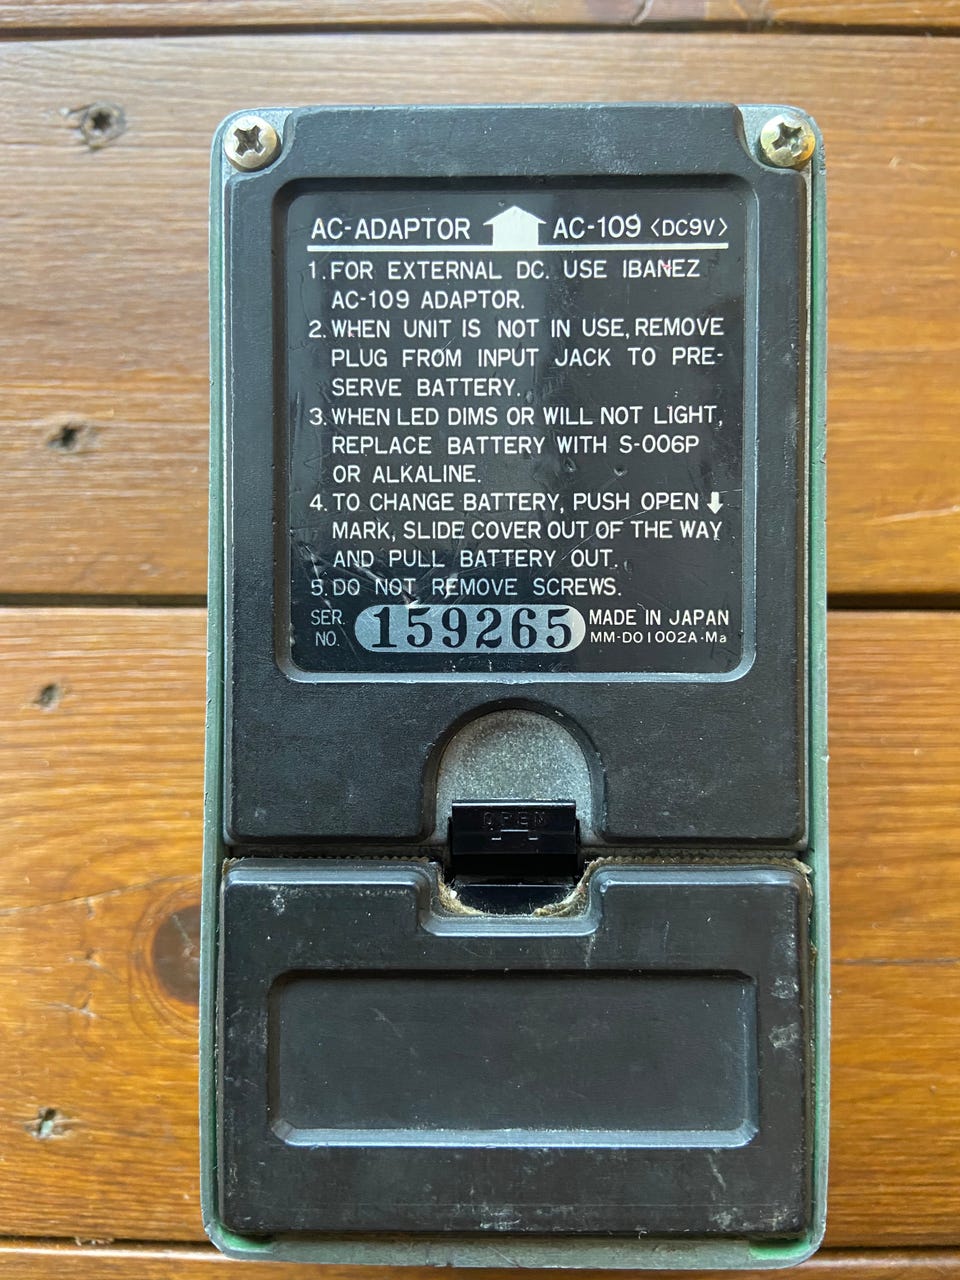 AC-ADAPTOR AC-109 <DC9V>
1. FOR EXTERNAL DC. USE IBANEZ
AC-109 ADAPTOR.
2. WHEN UNIT IS NOT IN USE, REMOVE
PLUG FROM INPUT JACK TO PRE-
SERVE BATTERY.
3. WHEN LED DIMS OR WILL NOT LIGHT,
REPLACE BATTERY WITH S-006P
OR ALKALINE.
4. TO CHANGE BATTERY, PUSH OPEN ⬇
MARK, SLIDE COVER OUT OF THE WAY
AND PULL BATTERY OUT.
5. DO NOT REMOVE SCREWS.
SER. NO. 159265 MADE IN JAPAN
MM-D01002A-Ma
OPEN